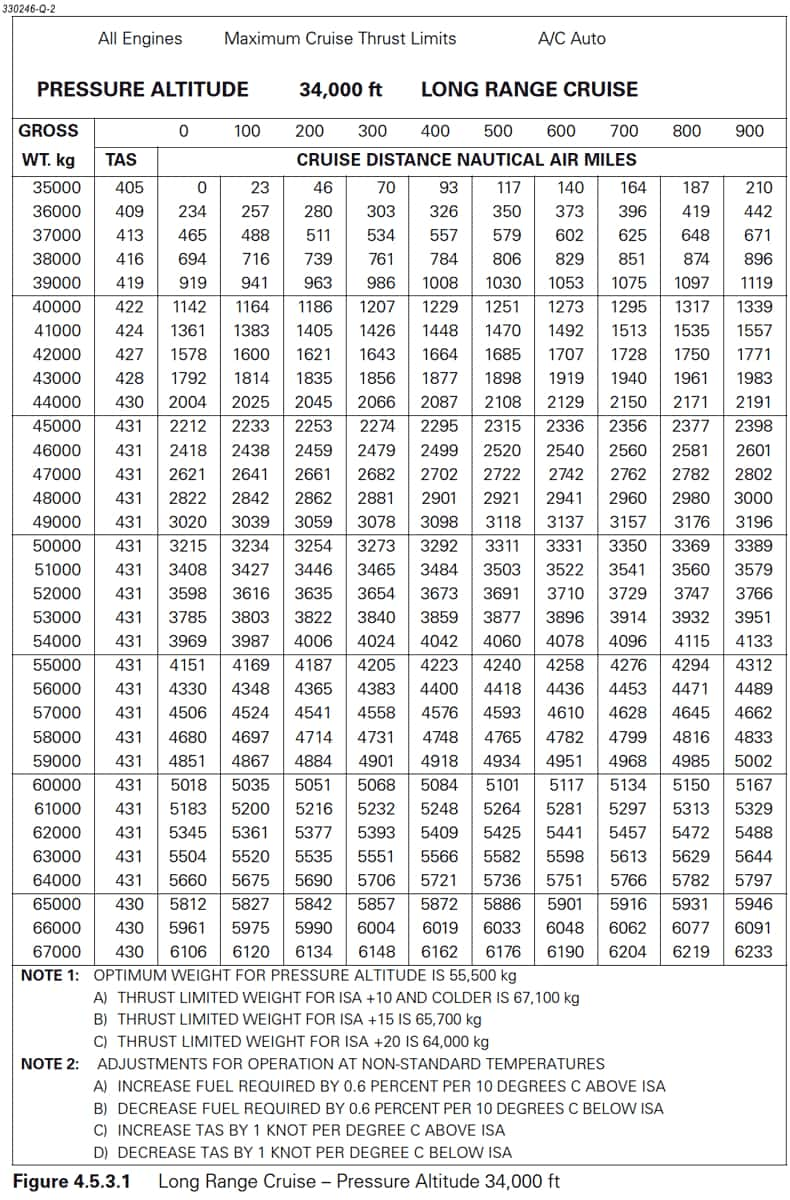 330246-Q-2
All Engines Maximum Cruise Thrust Limits A/C Auto
PRESSURE ALTITUDE 34,000 ft LONG RANGE CRUISE
GROSS 0 100 200 300 400 500 600 700 800 900
WT. kg TAS CRUISE DISTANCE NAUTICAL AIR MILES
35000 405 0 23 46 70 93 117 140 164 187 210
36000 409 234 257 280 303 326 350 373 396 419 442
37000 413 465 488 511 534 557 579 602 625 648 671
38000 416 694 716 739 761 784 806 829 851 874 896
39000 419 919 941 963 986 1008 1030 1053 1075 1097 1119
40000 422 1142 1164 1186 1207 1229 1251 1273 1295 1317 1339
41000 424 1361 1383 1405 1426 1448 1470 1492 1513 1535 1557
42000 427 1578 1600 1621 1643 1664 1685 1707 1728 1750 1771
43000 428 1792 1814 1835 1856 1877 1898 1919 1940 1961 1983
44000 430 2004 2025 2045 2066 2087 2108 2129 2150 2171 2191
45000 431 2212 2233 2253 2274 2295 2315 2336 2356 2377 2398
46000 431 2418 2438 2459 2479 2499 2520 2540 2560 2581 2601
47000 431 2621 2641 2661 2682 2702 2722 2742 2762 2782 2802
48000 431 2822 2842 2862 2881 2901 2921 2941 2960 2980 3000
49000 431 3020 3039 3059 3078 3098 3118 3137 3157 3176 3196
50000 431 3215 3234 3254 3273 3292 3311 3331 3350 3369 3389
51000 431 3408 3427 3446 3465 3484 3503 3522 3541 3560 3579
52000 431 3598 3616 3635 3654 3673 3691 3710 3729 3747 3766
53000 431 3785 3803 3822 3840 3859 3877 3896 3914 3932 3951
54000 431 3969 3987 4006 4024 4042 4060 4078 4096 4115 4133
55000 431 4151 4169 4187 4205 4223 4240 4258 4276 4294 4312
56000 431 4330 4348 4365 4383 4400 4418 4436 4453 4471 4489
57000 431 4506 4524 4541 4558 4576 4593 4610 4628 4645 4662
58000 431 4680 4697 4714 4731 4748 4765 4782 4799 4816 4833
59000 431 4851 4867 4884 4901 4918 4934 4951 4968 4985 5002
60000 431 5018 5035 5051 5068 5084 5101 5117 5134 5150 5167
61000 431 5183 5200 5216 5232 5248 5264 5281 5297 5313 5329
62000 431 5345 5361 5377 5393 5409 5425 5441 5457 5472 5488
63000 431 5504 5520 5535 5551 5566 5582 5598 5613 5629 5644
64000 431 5660 5675 5690 5706 5721 5736 5751 5766 5782 5797
65000 430 5812 5827 5842 5857 5872 5886 5901 5916 5931 5946
66000 430 5961 5975 5990 6004 6019 6033 6048 6062 6077 6091
67000 430 6106 6120 6134 6148 6162 6176 6190 6204 6219 6233
NOTE 1: OPTIMUM WEIGHT FOR PRESSURE ALTITUDE IS 55,500 kg
A) THRUST LIMITED WEIGHT FOR ISA +10 AND COLDER IS 67,100 kg
B) THRUST LIMITED WEIGHT FOR ISA +15 IS 65,700 kg
C) THRUST LIMITED WEIGHT FOR ISA +20 IS 64,000 kg
NOTE 2: ADJUSTMENTS FOR OPERATION AT NON-STANDARD TEMPERATURES
A) INCREASE FUEL REQUIRED BY 0.6 PERCENT PER 10 DEGREES C ABOVE ISA
B) DECREASE FUEL REQUIRED BY 0.6 PERCENT PER 10 DEGREES C BELOW ISA
C) INCREASE TAS BY 1 KNOT PER DEGREE C ABOVE ISA
D) DECREASE TAS BY 1 KNOT PER DEGREE C BELOW ISA
Figure 4.5.3.1 Long Range Cruise – Pressure Altitude 34,000 ft